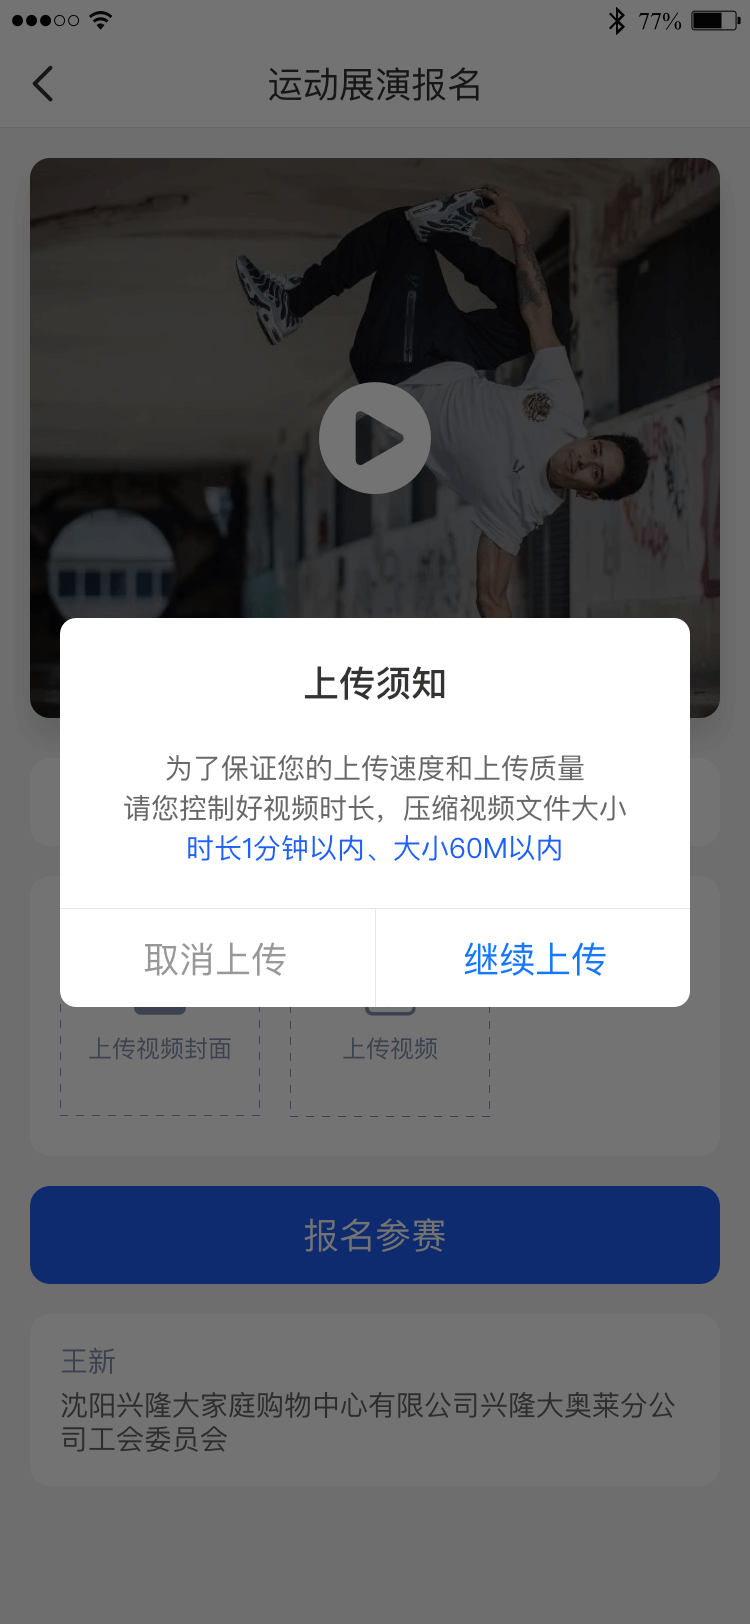 77%
运动展演报名
上传须知
为了保证您的上传速度和上传质量
请您控制好视频时长，压缩视频文件大小
时长1分钟以内、大小60M以内
取消上传
继续上传
上传视频封面
上传视频
报名参赛
王新
沈阳兴隆大家庭购物中心有限公司兴隆大奥莱分公
司工会委员会